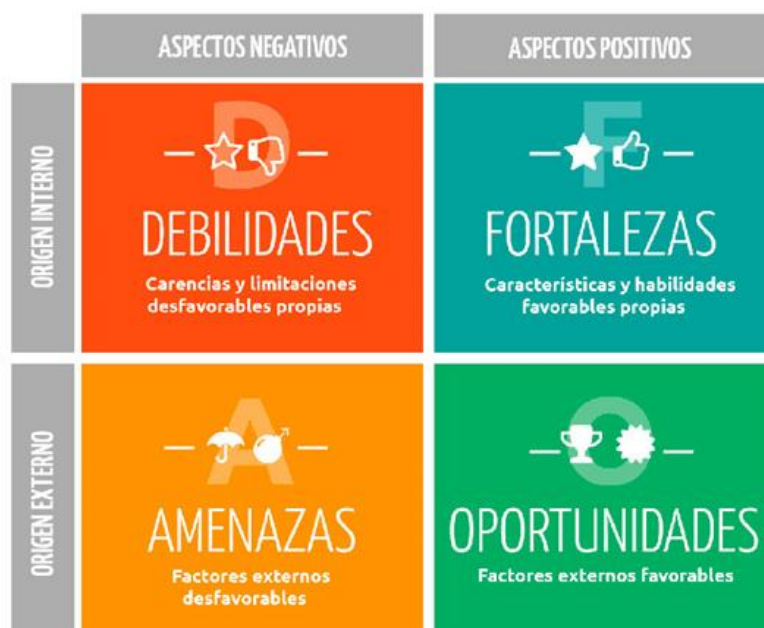 ASPECTOS NEGATIVOS
ASPECTOS POSITIVOS
ORIGEN INTERNO
D
DEBILIDADES
Carencias y limitaciones
desfavorables propias
F
FORTALEZAS
Características y habilidades
favorables propias
ORIGEN EXTERNO
A
AMENAZAS
Factores externos
desfavorables
O
OPORTUNIDADES
Factores externos favorables